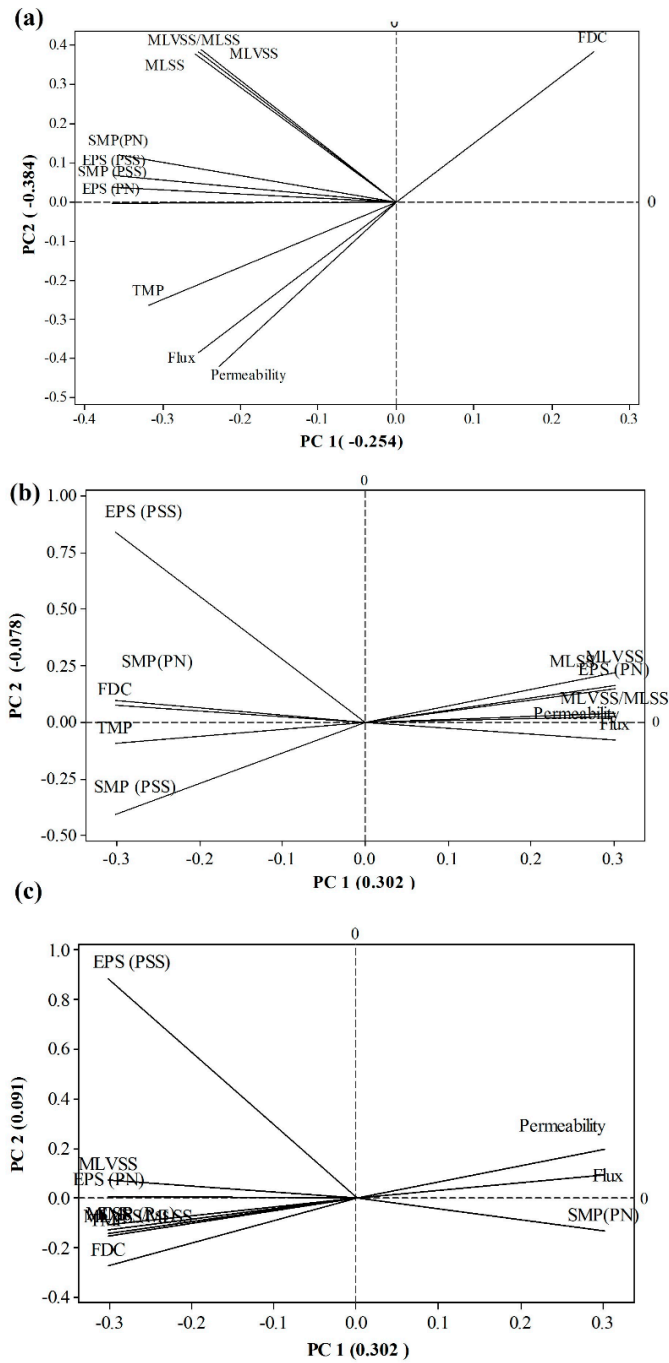 (a)
0
MLVSS/MLSS
MLVSS
MLSS
FDC
0.4
0.3
0.2
0.1
0.0
-0.1
-0.2
-0.3
-0.4
-0.5
SMP(PN)
EPS (PSS)
SMP (PSS)
EPS (PN)
0
TMP
Flux
Permeability
PC2 ( -0.384)
-0.4 -0.3 -0.2 -0.1 0.0 0.1 0.2 0.3
PC 1( -0.254)
(b)
0
1.00
0.75
0.50
0.25
0.00
-0.25
-0.50
EPS (PSS)
SMP(PN)
FDC
TMP
SMP (PSS)
MLVSS
MLSS
EPS (PN)
MLVSS/MLSS
Permeability
Flux
0
PC 2 (-0.078)
-0.3 -0.2 -0.1 0.0 0.1 0.2 0.3
PC 1 (0.302 )
(c)
0
1.0
0.8
0.6
0.4
0.2
0.0
-0.2
-0.4
EPS (PSS)
MLVSS
EPS (PN)
FDC
Permeability
Flux
SMP(PN)
0
PC 2 (0.091)
-0.3 -0.2 -0.1 0.0 0.1 0.2 0.3
PC 1 (0.302 )